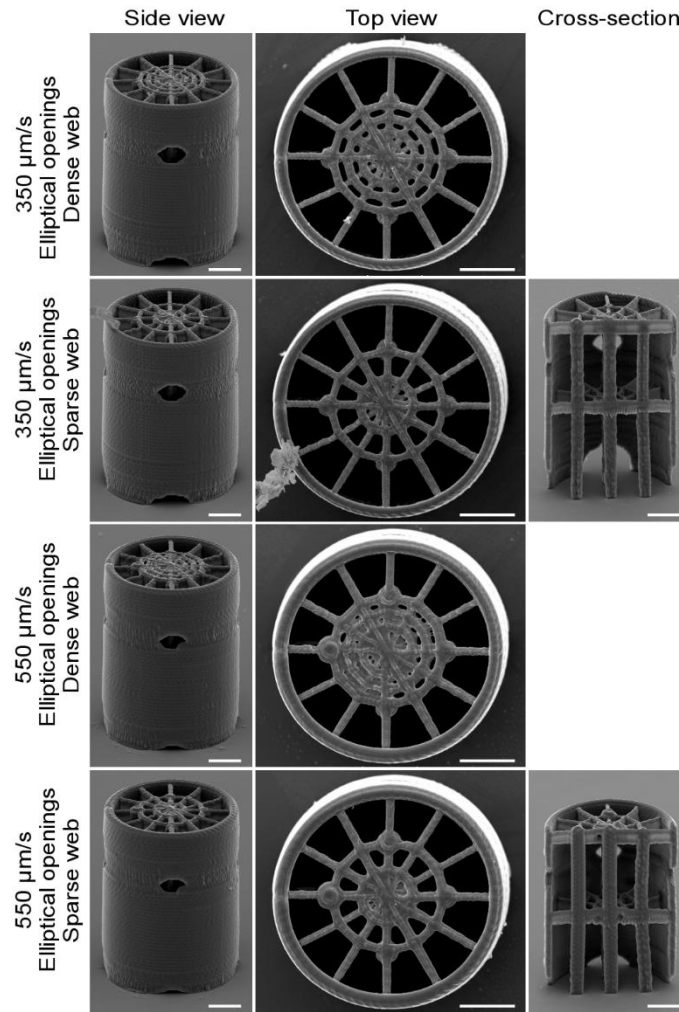 Side view
Top view
Cross-section
350 µm/s
Elliptical openings
Dense web
350 µm/s
Elliptical openings
Sparse web
550 µm/s
Elliptical openings
Dense web
550 µm/s
Elliptical openings
Sparse web